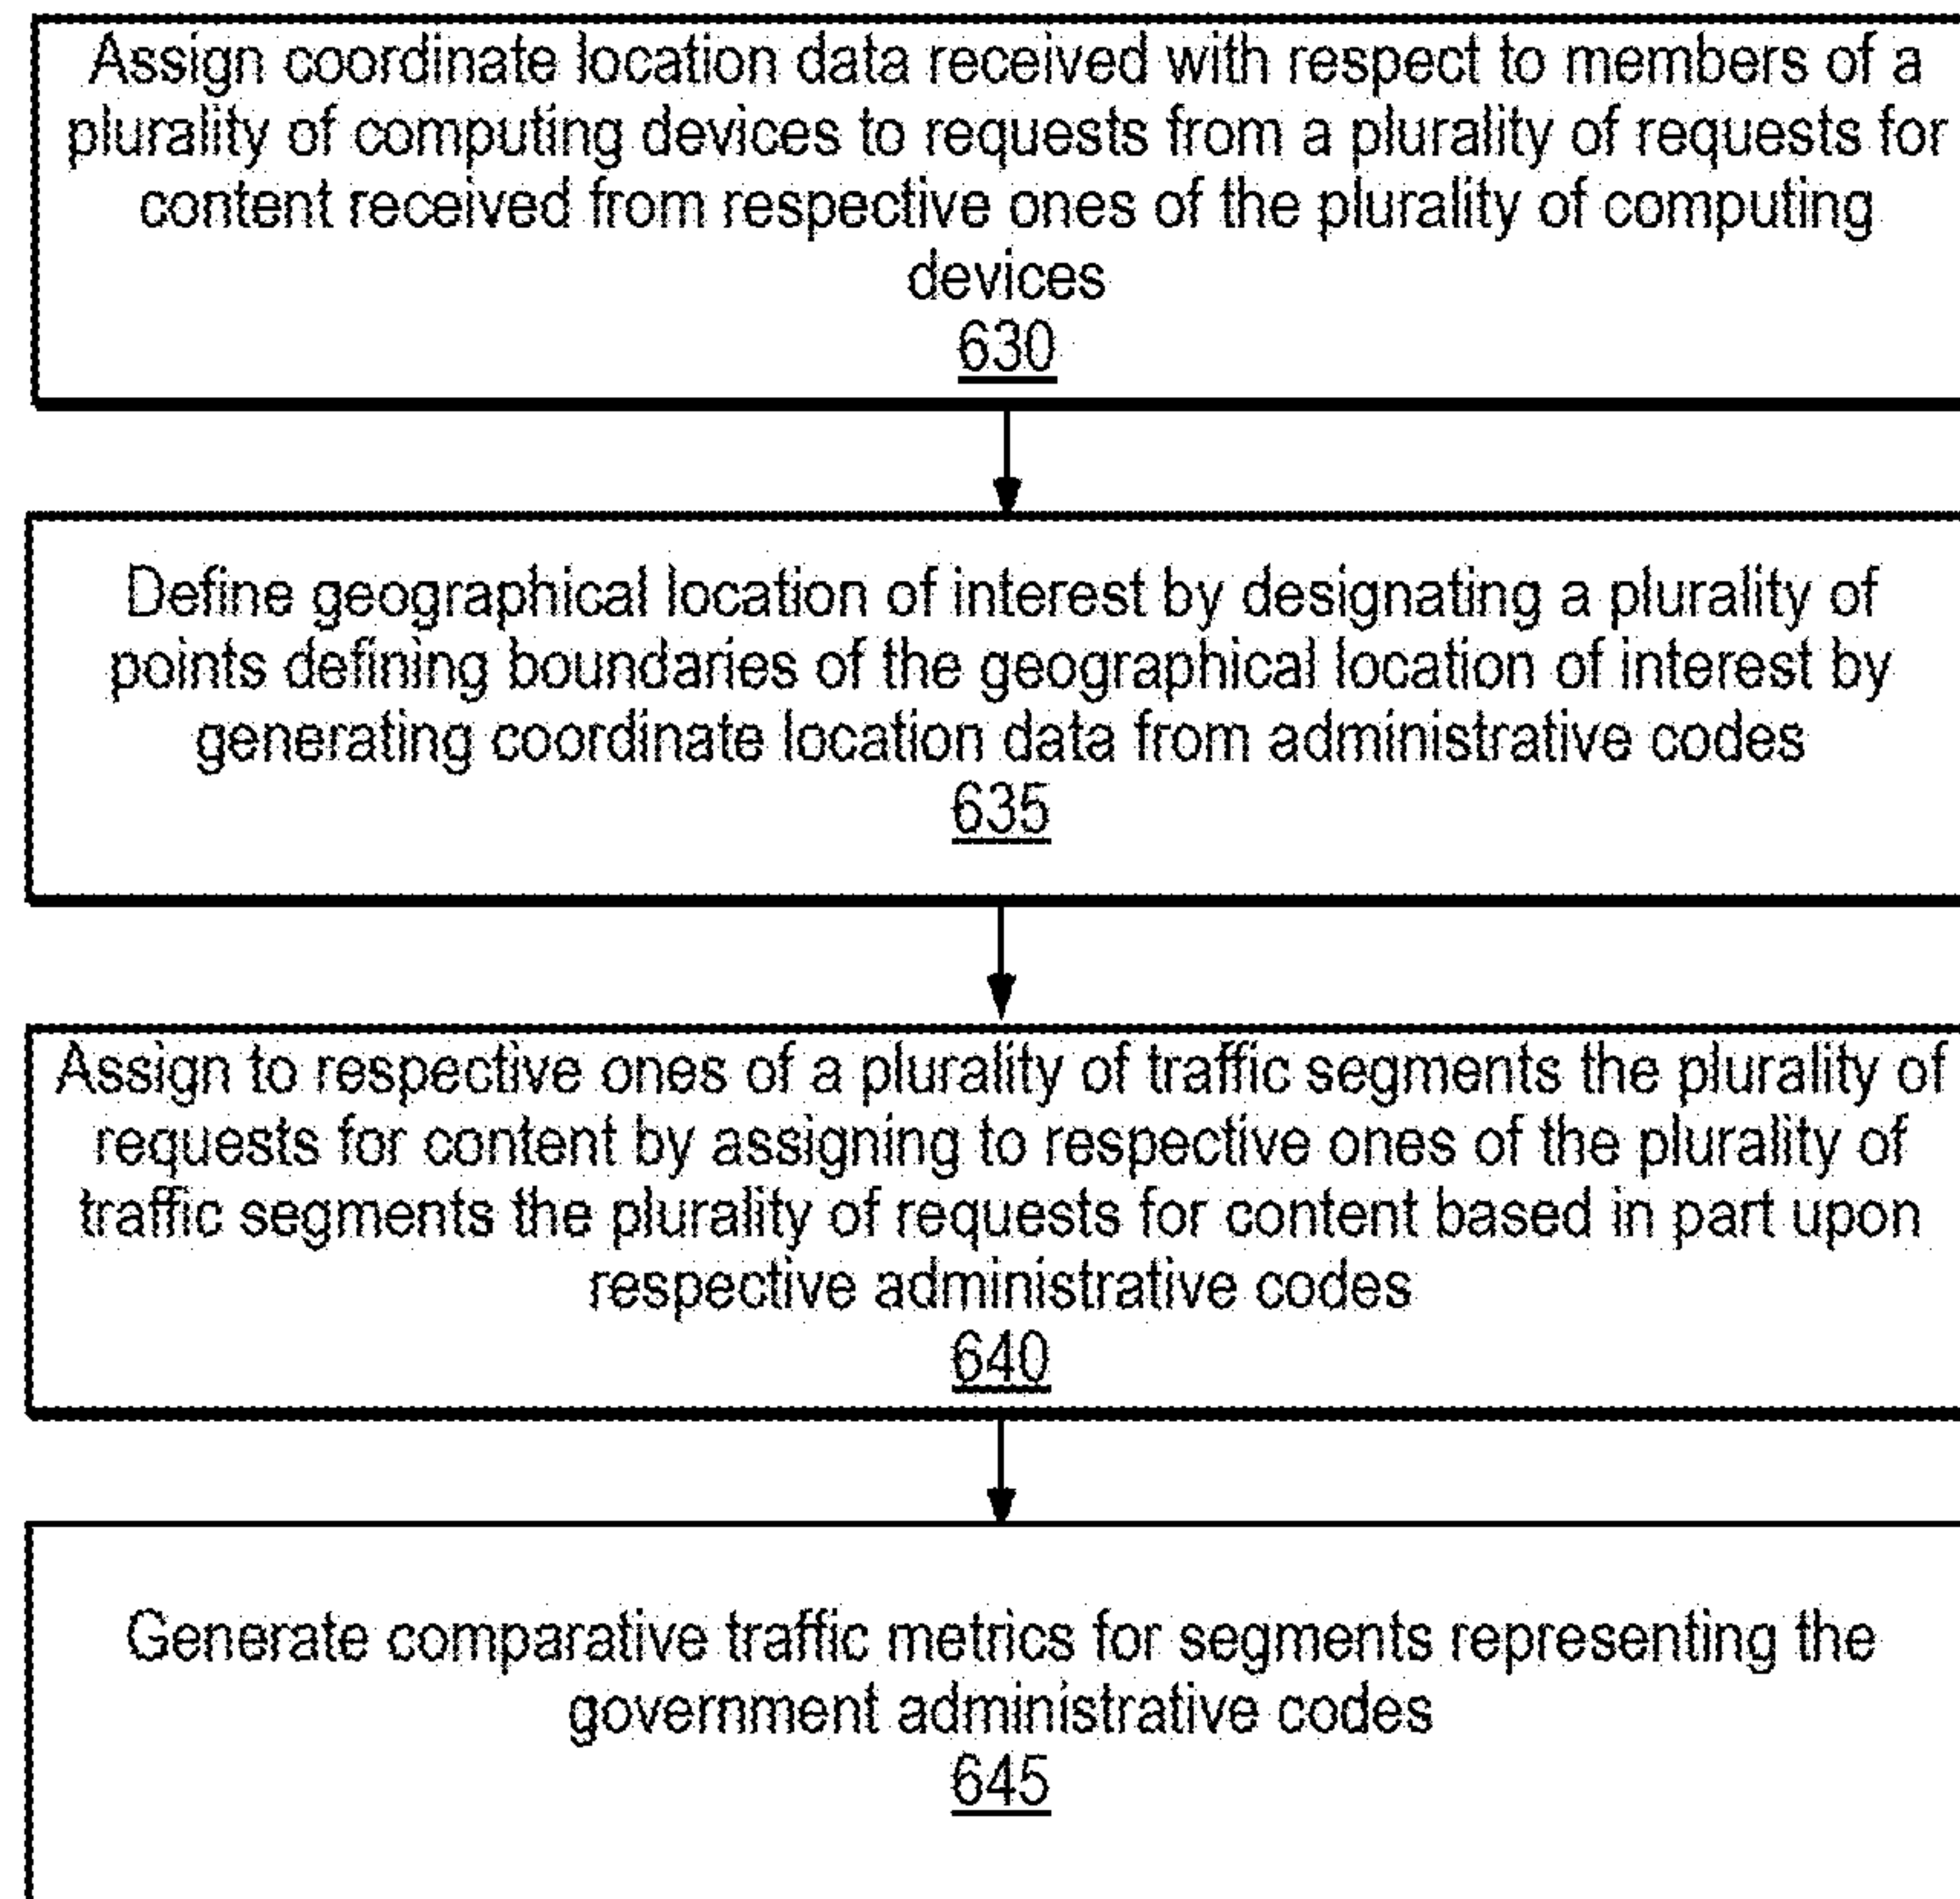 Assign coordinate location data received with respect to members of a
plurality of computing devices to requests from a plurality of requests for
content received from respective ones of the plurality of computing
devices
630
Define geographical location of interest by designating a plurality of
points defining boundaries of the geographical location of interest by
generating coordinate location data from administrative codes
635
Assign to respective ones of a plurality of traffic segments the plurality of
requests for content by assigning to respective ones of the plurality of
traffic segments the plurality of requests for content based in part upon
respective administrative codes
640
Generate comparative traffic metrics for segments representing the
government administrative codes
645